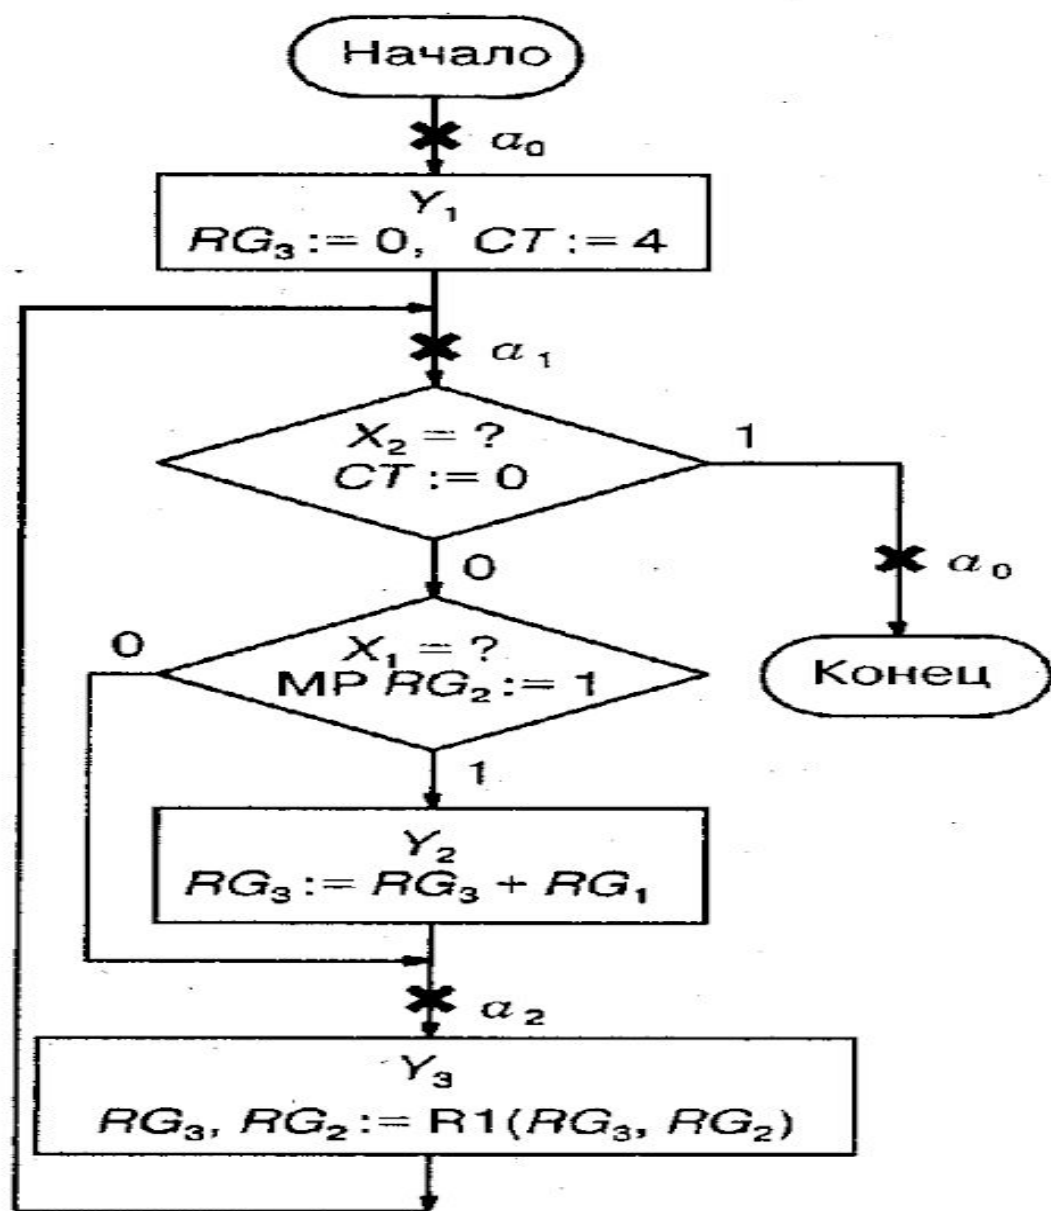 Начало
a₀
Y₁
RG₃ := 0, CT := 4
a₁
X₂ = ?
CT := 0
1
0
a₀
Конец
0
X₁ = ?
МР RG₂ := 1
1
Y₂
RG₃ := RG₃ + RG₁
a₂
Y₃
RG₃, RG₂ := R1(RG₃, RG₂)